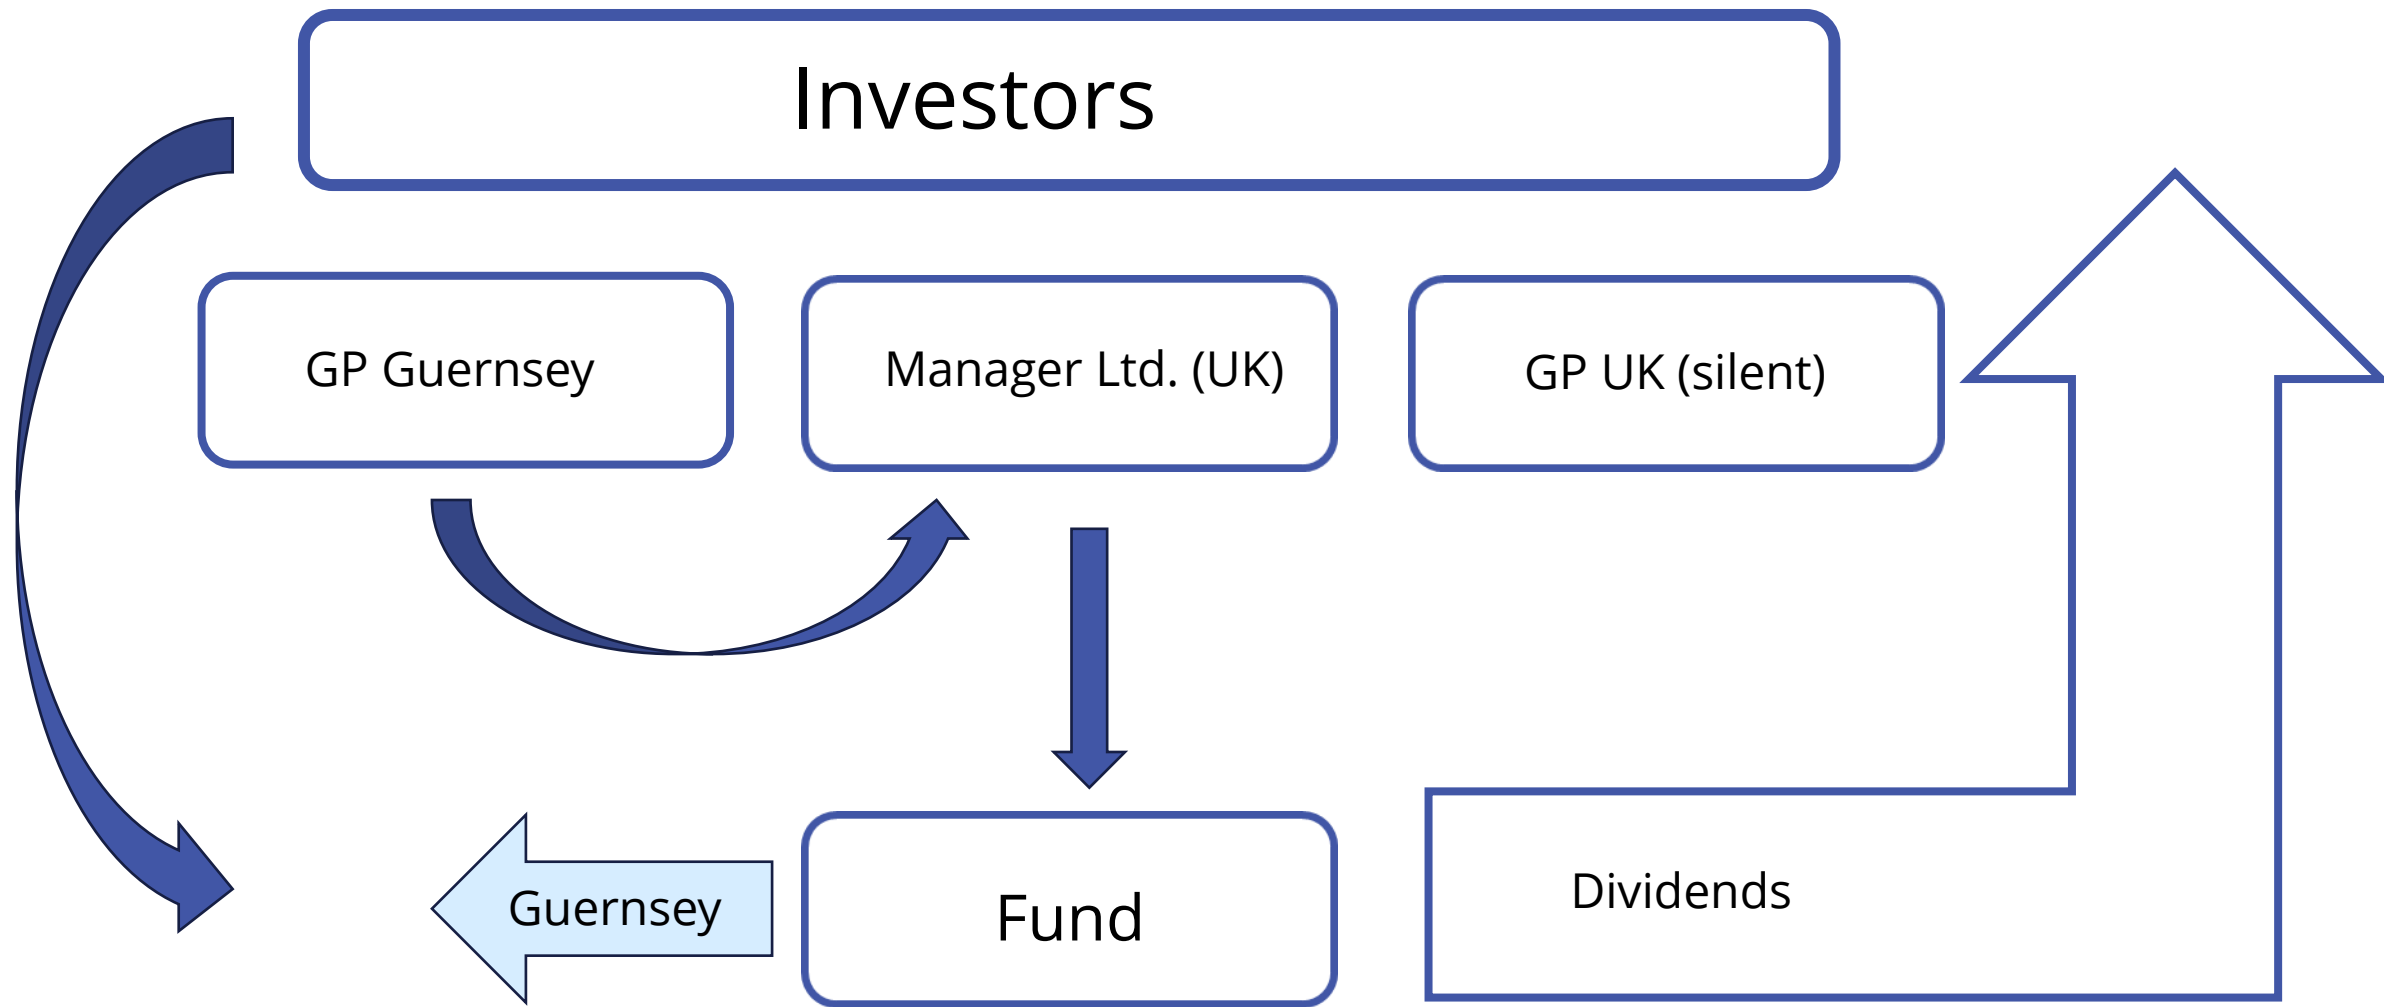 Investors
GP Guernsey
Manager Ltd. (UK)
GP UK (silent)
Guernsey
Fund
Dividends